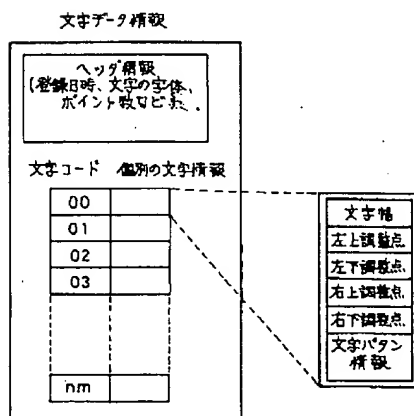 文字データ情報
ヘッダ情報
(登録日時、文字の字体、
ポイント数など)
文字コード 個別の文字情報
00
01
02
03
nm
文字幅
左上調整点
左下調整点
右上調整点
右下調整点
文字パタン
情報